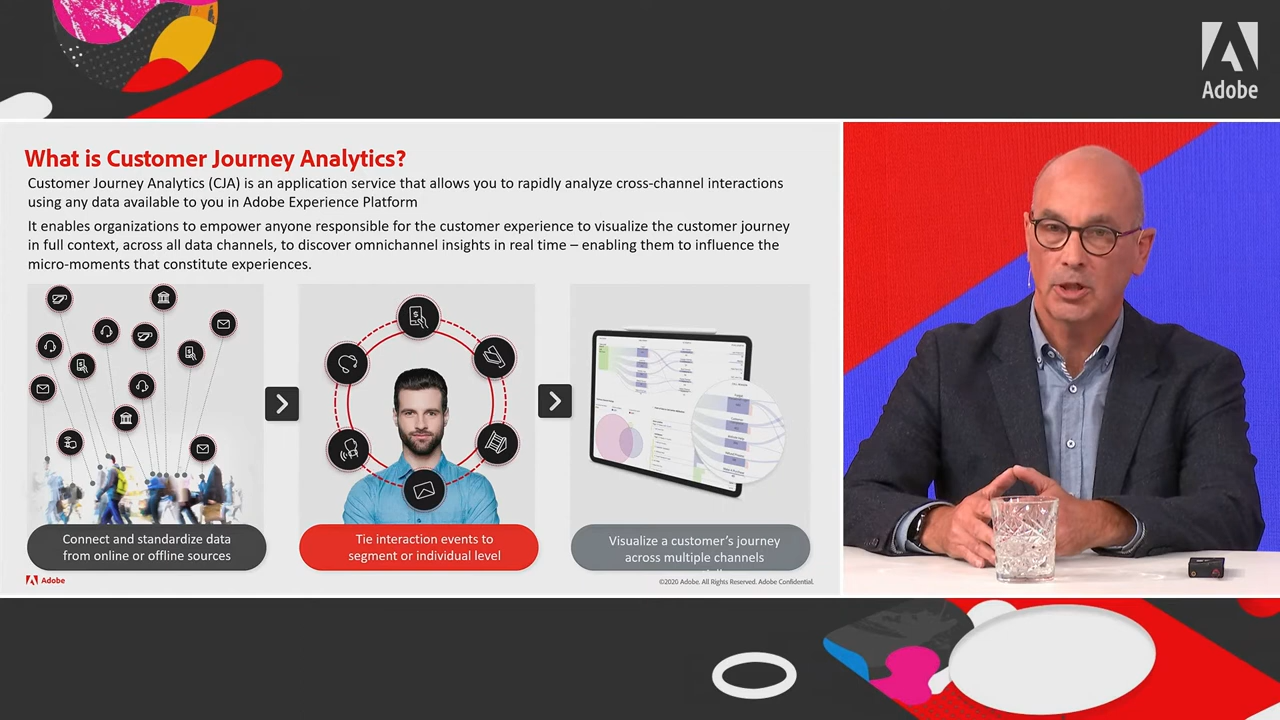 Adobe
What is Customer Journey Analytics?
Customer Journey Analytics (CJA) is an application service that allows you to rapidly analyze cross-channel interactions
using any data available to you in Adobe Experience Platform
It enables organizations to empower anyone responsible for the customer experience to visualize the customer journey
in full context, across all data channels, to discover omnichannel insights in real time – enabling them to influence the
micro-moments that constitute experiences.
Connect and standardize data
from online or offline sources
Tie interaction events to
segment or individual level
Visualize a customer's journey
across multiple channels
Adobe
©2020 Adobe. All Rights Reserved. Adobe Confidential.